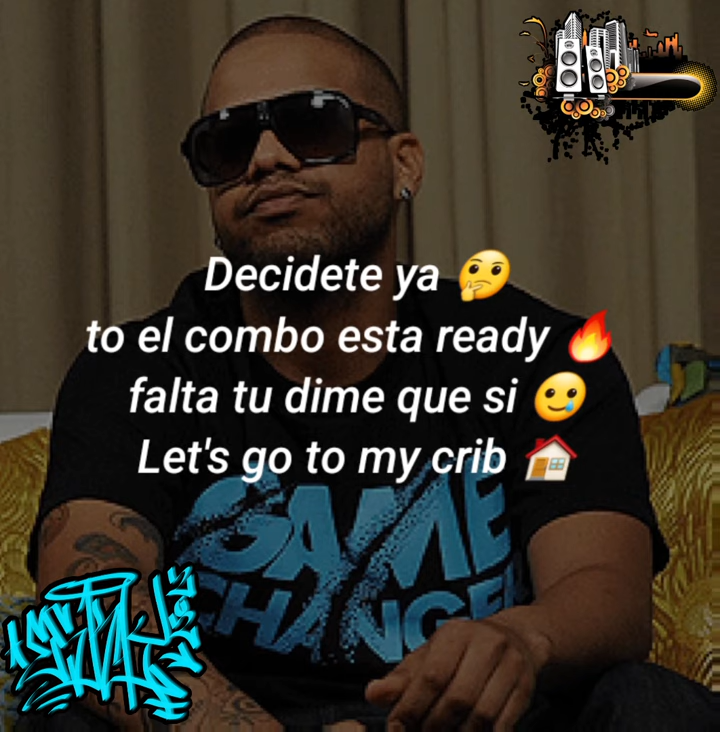 Decidete ya 🤔
to el combo esta ready 🔥
falta tu dime que si 🥲
Let's go to my crib 🏠
GAME
CHANGE